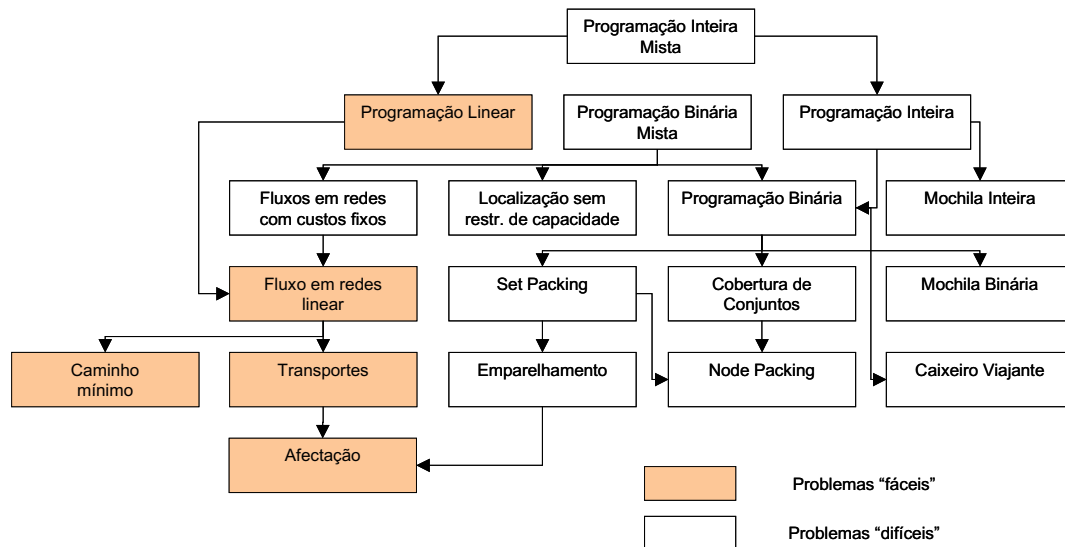 Programação Inteira
Mista
Programação Linear
Programação Binária
Mista
Programação Inteira
Fluxos em redes
com custos fixos
Localização sem
restr. de capacidade
Programação Binária
Mochila Inteira
Fluxo em redes
linear
Set Packing
Cobertura de
Conjuntos
Mochila Binária
Caminho
mínimo
Transportes
Emparelhamento
Node Packing
Caixeiro Viajante
Afectação
Problemas “fáceis”
Problemas “difíceis”